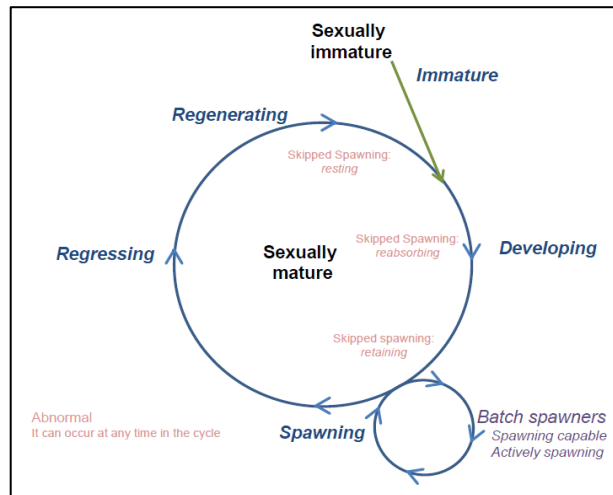 Sexually
immature
Immature
Regenerating
Skipped Spawning:
resting
Regressing
Sexually
mature
Skipped Spawning:
reabsorbing
Developing
Skipped spawning:
retaining
Abnormal
It can occur at any time in the cycle
Spawning
Batch spawners
Spawning capable
Actively spawning